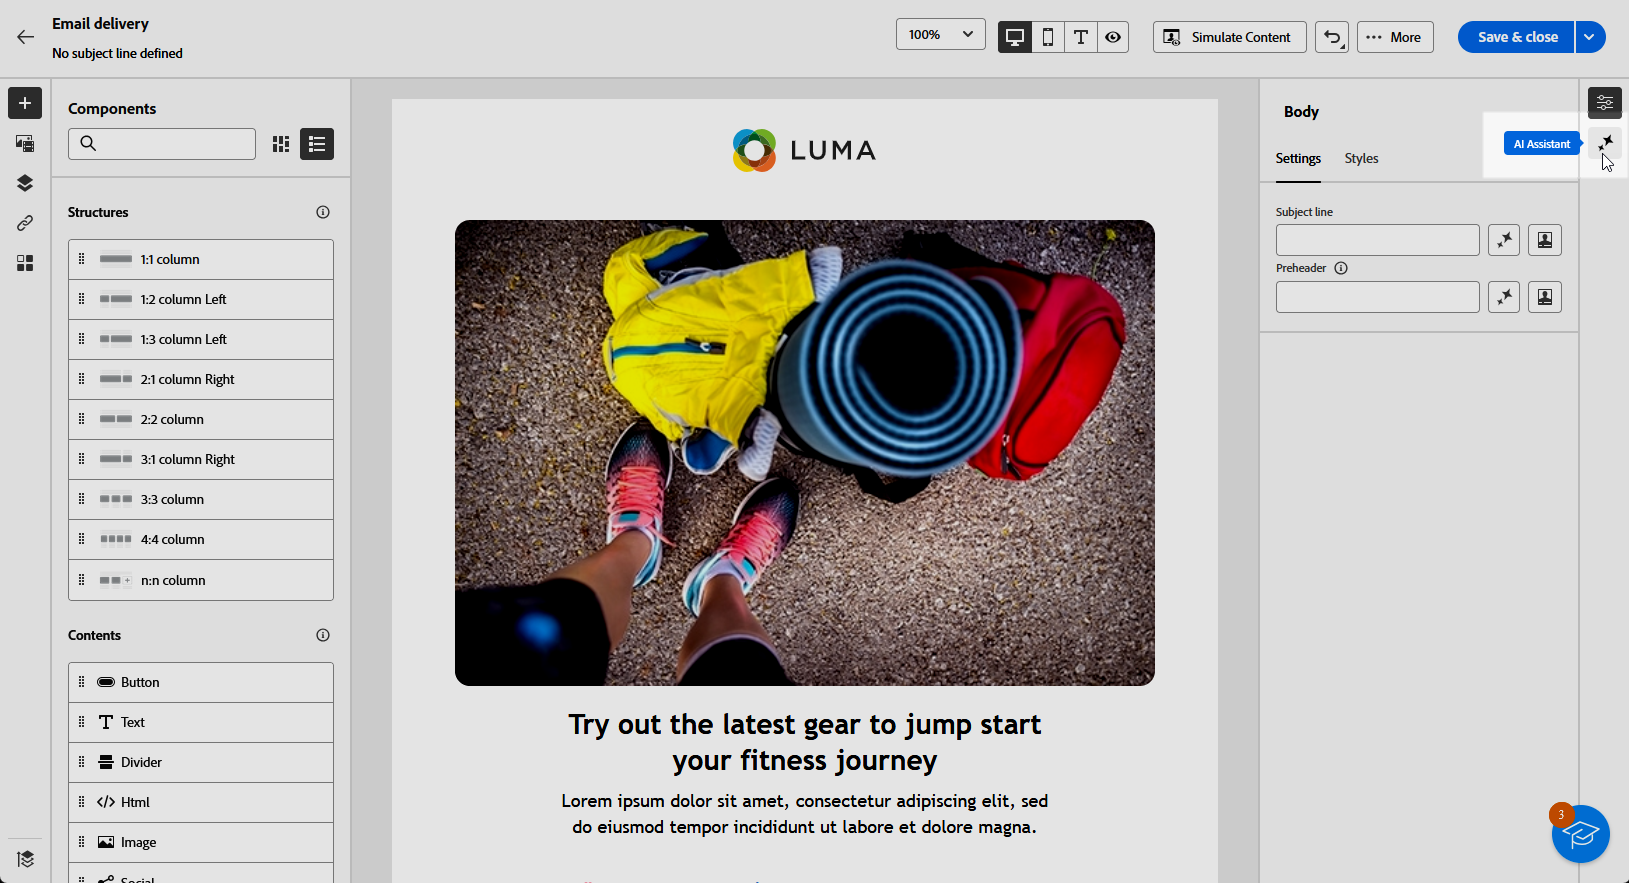 Email delivery
No subject line defined
100%
Simulate Content
More
Save & close
Components
Structures
1:1 column
1:2 column Left
1:3 column Left
2:1 column Right
2:2 column
3:1 column Right
3:3 column
4:4 column
n:n column
Contents
Button
Text
Divider
Html
Image
Social
LUMA
Try out the latest gear to jump start
your fitness journey
Lorem ipsum dolor sit amet, consectetur adipiscing elit, sed
do eiusmod tempor incididunt ut labore et dolore magna.
Body
AI Assistant
Settings
Styles
Subject line
Preheader
3